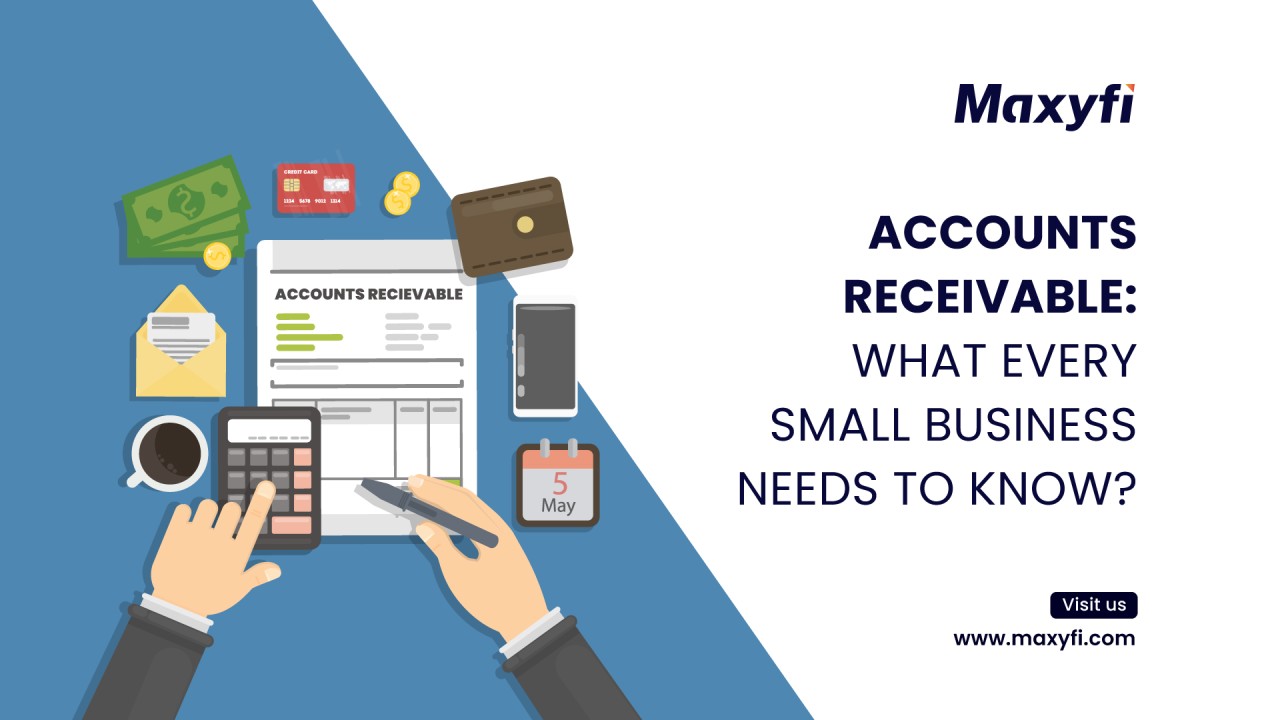 Maxyfi
ACCOUNTS
RECEIVABLE:
WHAT EVERY
SMALL BUSINESS
NEEDS TO KNOW?
Visit us
www.maxyfi.com
CREDIT CARD
1234 5678 9012 1214
ACCOUNTS RECIEVABLE
5
May